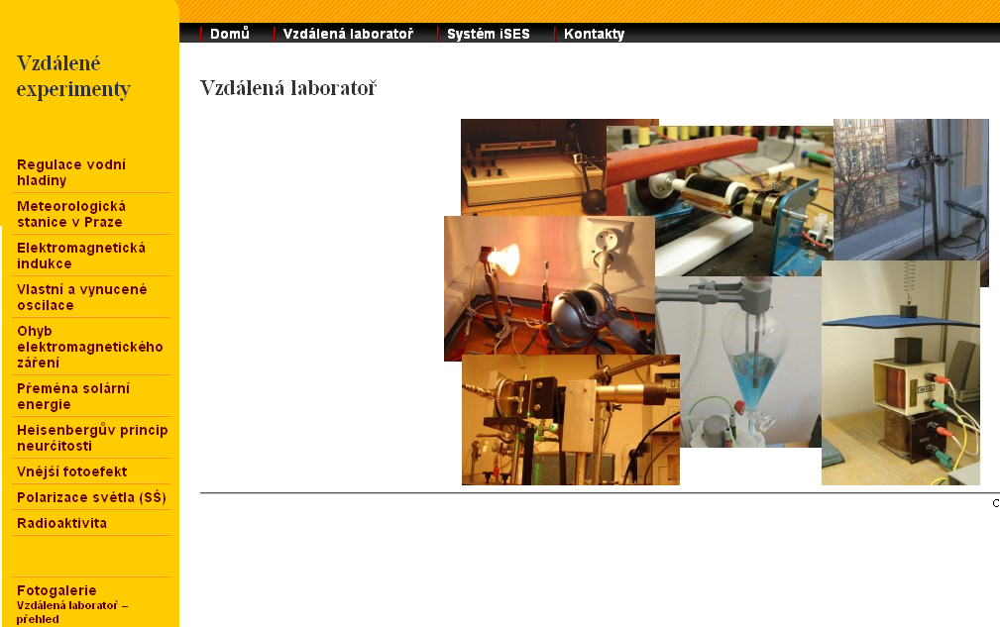 Domů
Vzdálená laboratoř
Systém iSES
Kontakty
Vzdálené
experimenty
Vzdálená laboratoř
Regulace vodní
hladiny
Meteorologická
stanice v Praze
Elektromagnetická
indukce
Vlastní a vynucené
oscilace
Ohyb
elektromagnetického
záření
Přeměna solární
energie
Heisenbergův princip
neurčitosti
Vnější fotoefekt
Polarizace světla (SŠ)
Radioaktivita
Fotogalerie
Vzdálená laboratoř –
přehled